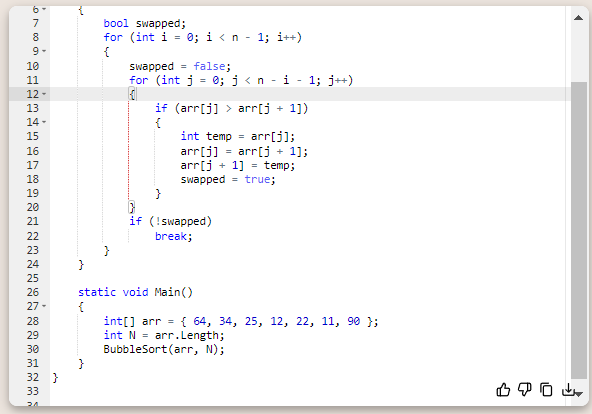 6 {
7 bool swapped;
8 for (int i = 0; i < n - 1; i++)
9 {
10 swapped = false;
11 for (int j = 0; j < n - i - 1; j++)
12 {
13 if (arr[j] > arr[j + 1])
14 {
15 int temp = arr[j];
16 arr[j] = arr[j + 1];
17 arr[j + 1] = temp;
18 swapped = true;
19 }
20 }
21 if (!swapped)
22 break;
23 }
24 }
25
26 static void Main()
27 {
28 int[] arr = { 64, 34, 25, 12, 22, 11, 90 };
29 int N = arr.Length;
30 BubbleSort(arr, N);
31 }
32 }
33
34